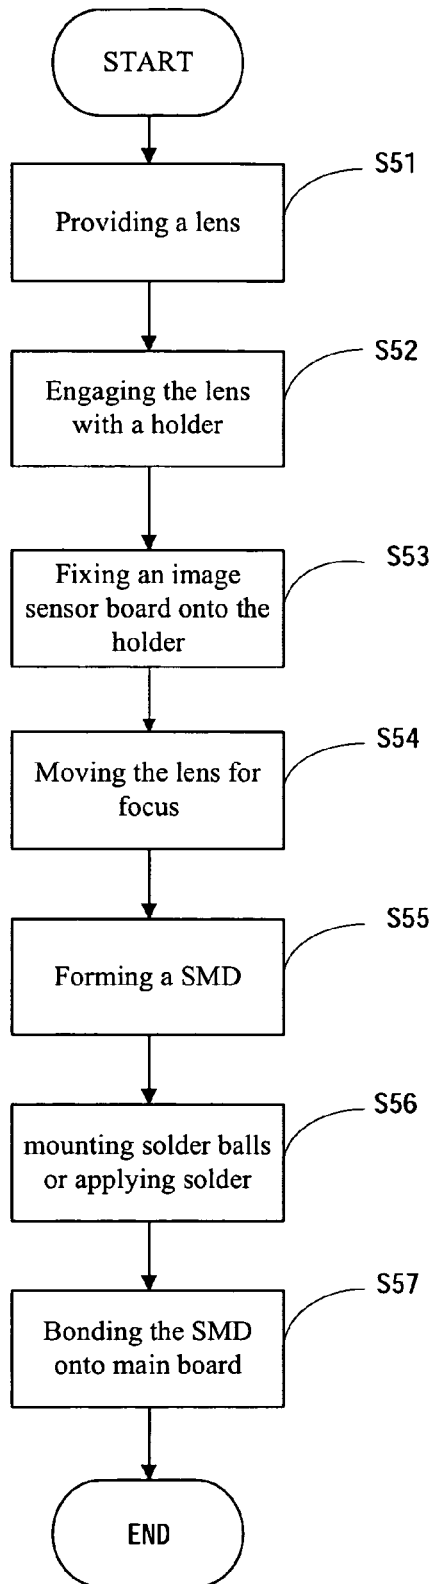 START
S51
Providing a lens
S52
Engaging the lens
with a holder
S53
Fixing an image
sensor board onto the
holder
S54
Moving the lens for
focus
S55
Forming a SMD
S56
mounting solder balls
or applying solder
S57
Bonding the SMD
onto main board
END